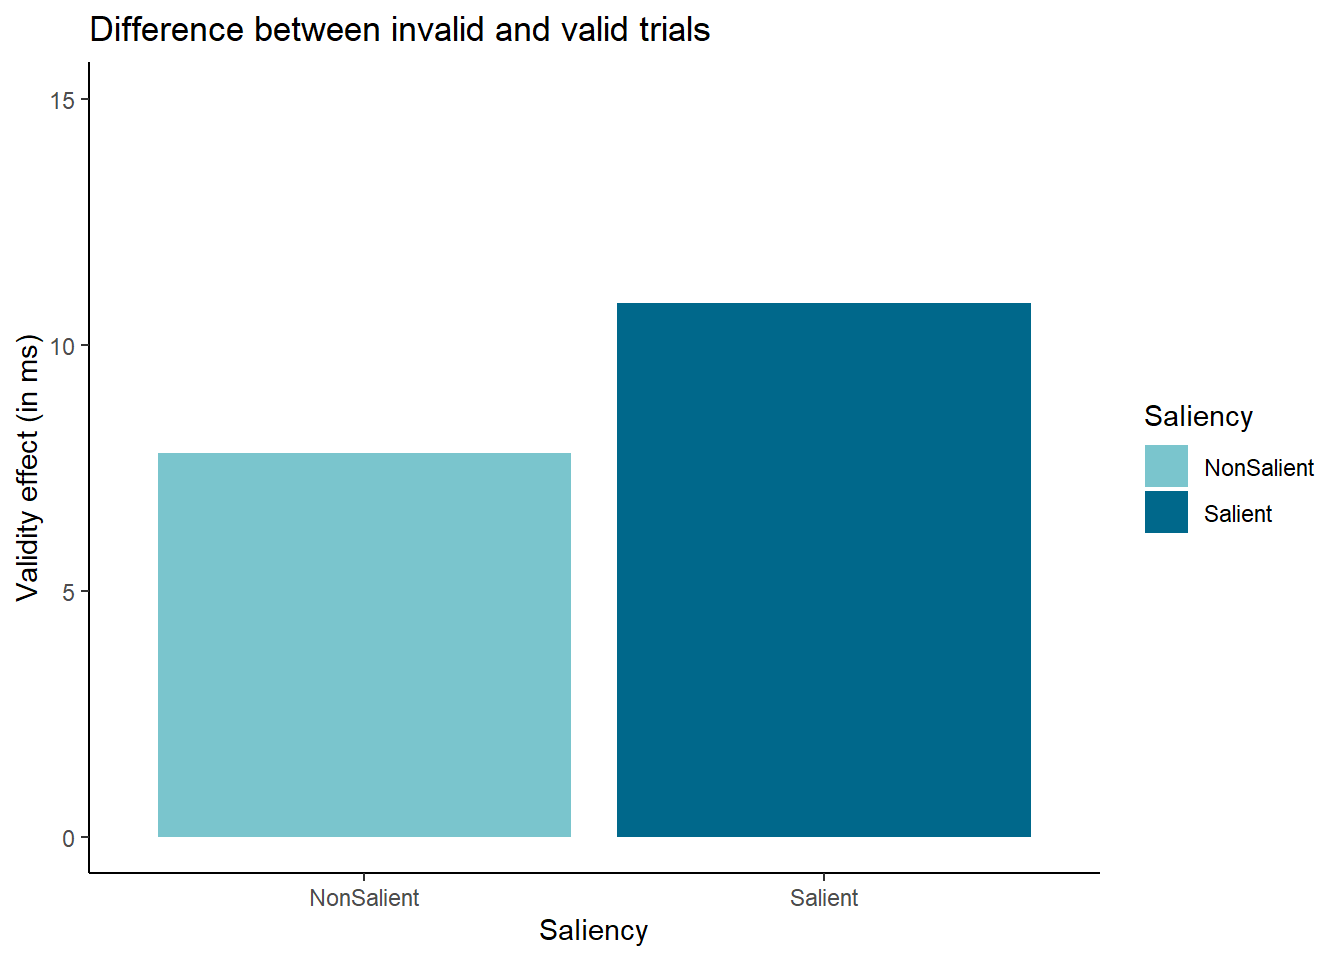 Difference between invalid and valid trials
15
10
5
0
Validity effect (in ms)
NonSalient
Salient
Saliency
Saliency
NonSalient
Salient